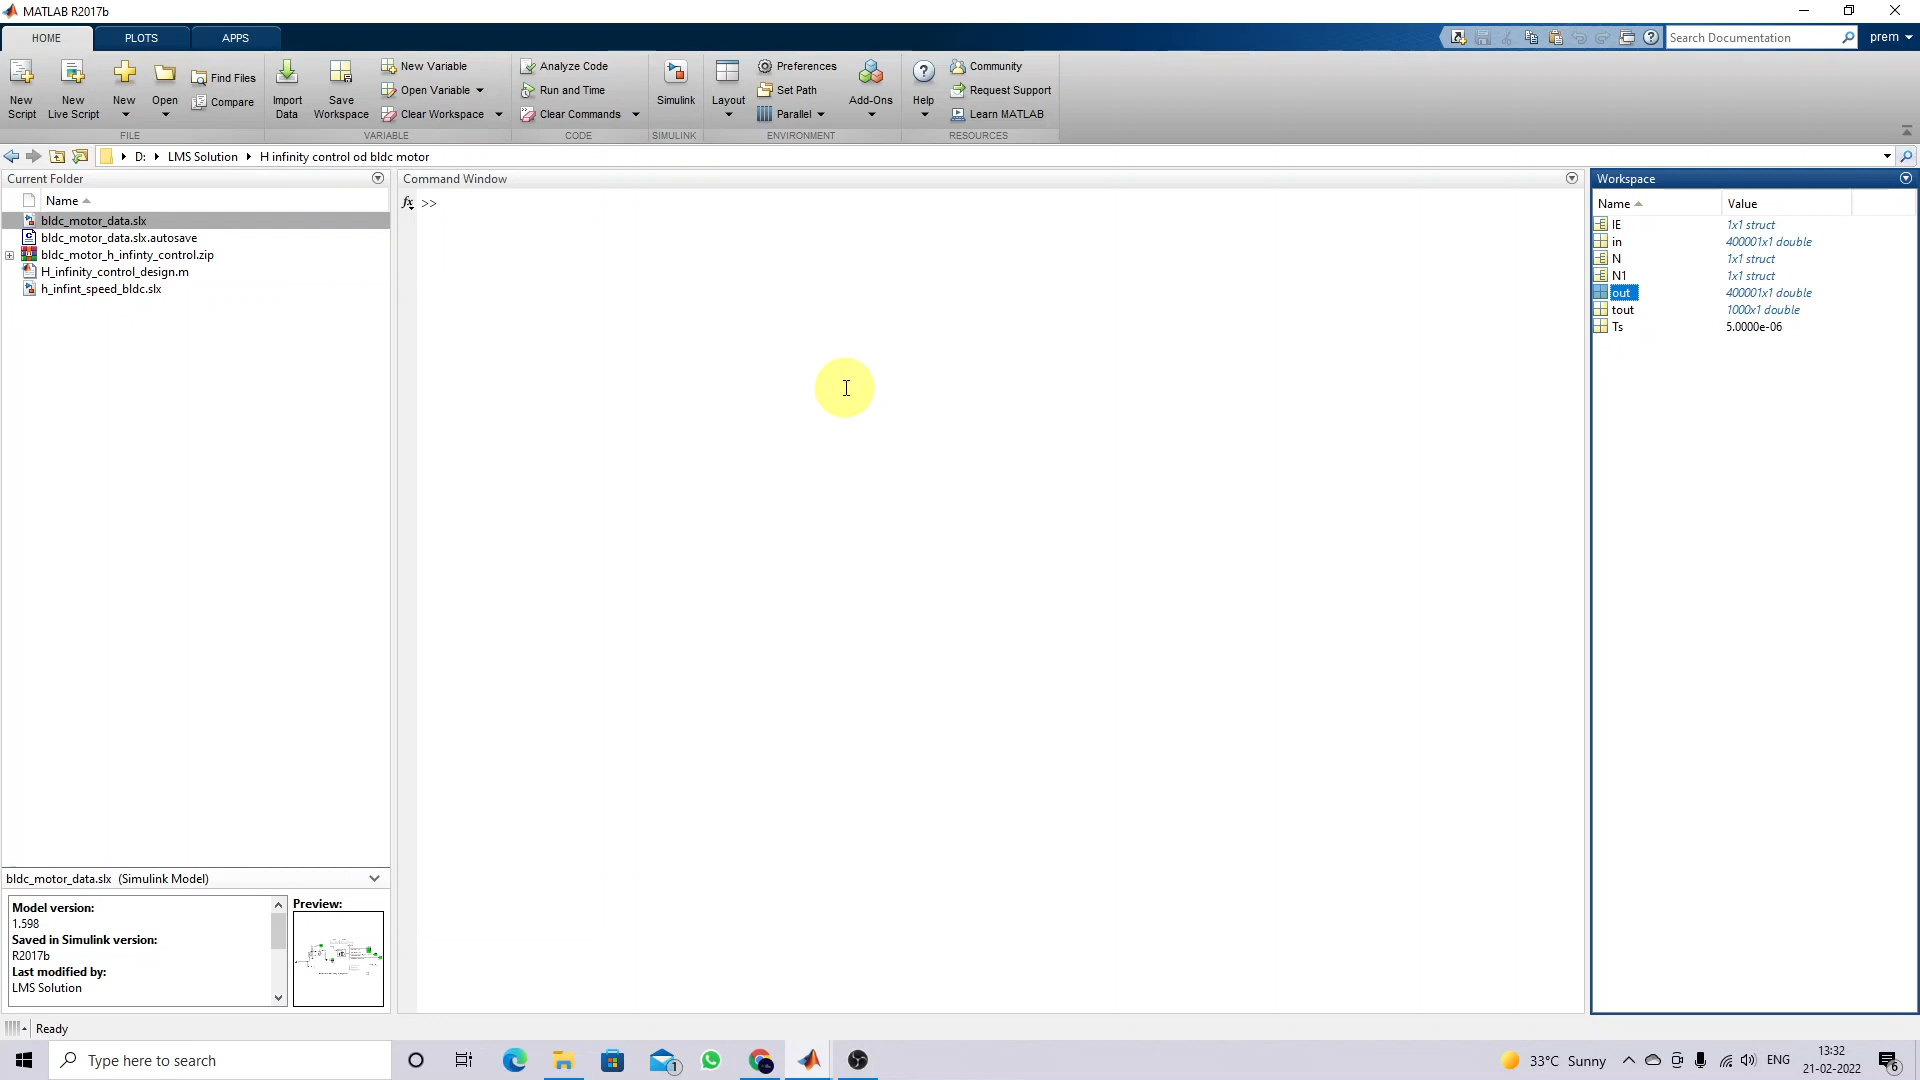 MATLAB R2017b
HOME
PLOTS
APPS
Search Documentation
prem
New Script
New Live Script
New
Open
Find Files
Compare
Import Data
Save Workspace
New Variable
Open Variable
Clear Workspace
Analyze Code
Run and Time
Clear Commands
Simulink
Layout
Preferences
Set Path
Parallel
Add-Ons
Help
Community
Request Support
Learn MATLAB
FILE
VARIABLE
CODE
SIMULINK
ENVIRONMENT
RESOURCES
D: LMS Solution H infinity control od bldc motor
Current Folder
Name
bldc_motor_data.slx
bldc_motor_data.slx.autosave
bldc_motor_h_infinty_control.zip
H_infinity_control_design.m
h_infint_speed_bldc.slx
Command Window
fx >>
Workspace
Name Value
IE 1x1 struct
in 400001x1 double
N 1x1 struct
N1 1x1 struct
out 400001x1 double
tout 1000x1 double
Ts 5.0000e-06
bldc_motor_data.slx (Simulink Model)
Model version:
1.598
Saved in Simulink version:
R2017b
Last modified by:
LMS Solution
Preview:
Ready
Type here to search
1
33°C Sunny
ENG
13:32
21-02-2022
6